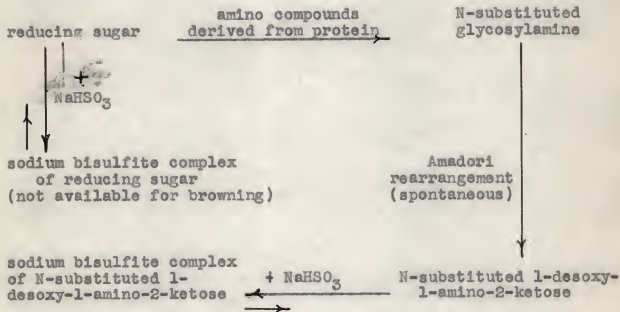 reducing sugar
amino compounds
derived from protein
N-substituted
glycosylamine
+
NaHSO3
sodium bisulfite complex
of reducing sugar
(not available for browning)
Amadori
rearrangement
(spontaneous)
sodium bisulfite complex
of N-substituted 1-
desoxy-1-amino-2-ketose
+ NaHSO3
N-substituted 1-desoxy-
1-amino-2-ketose